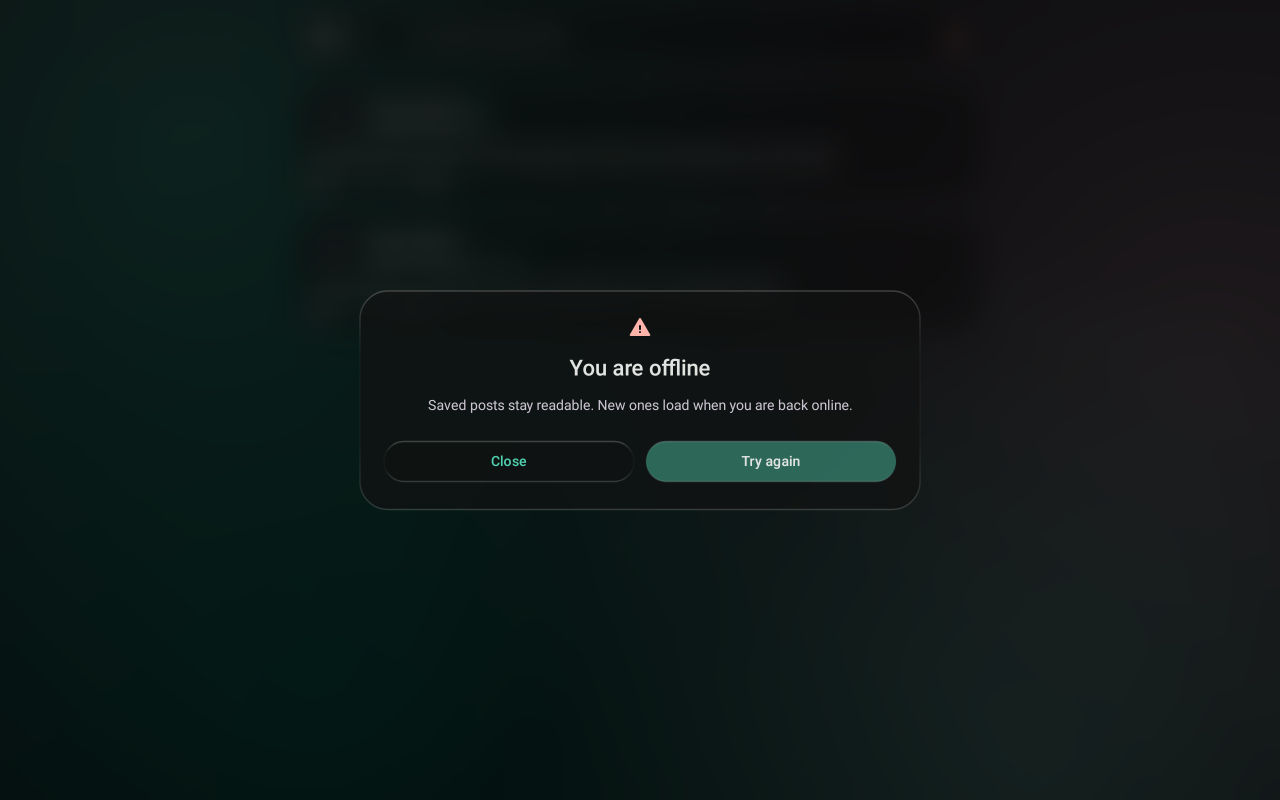 You are offline
Saved posts stay readable. New ones load when you are back online.
Close
Try again